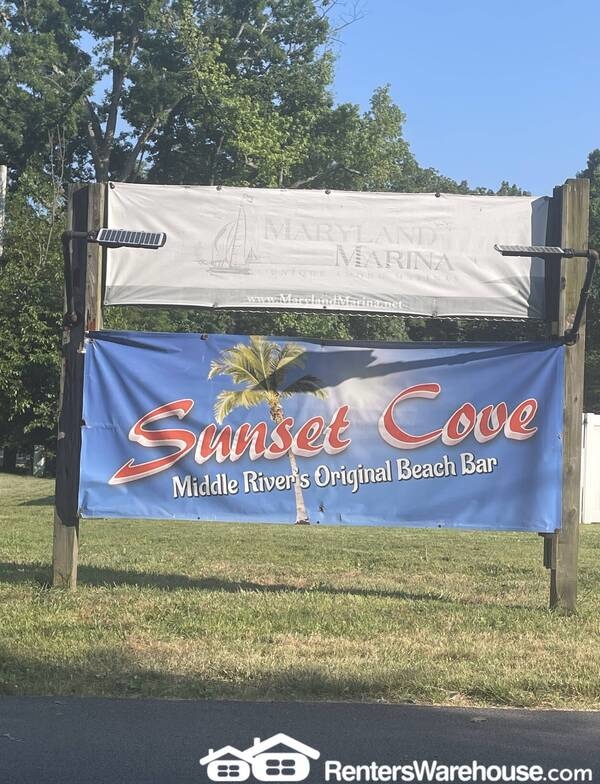 MARYLAND
MARINA
www.MarylandMarina.net
Sunset Cove
Middle River's Original Beach Bar
RentersWarehouse.com